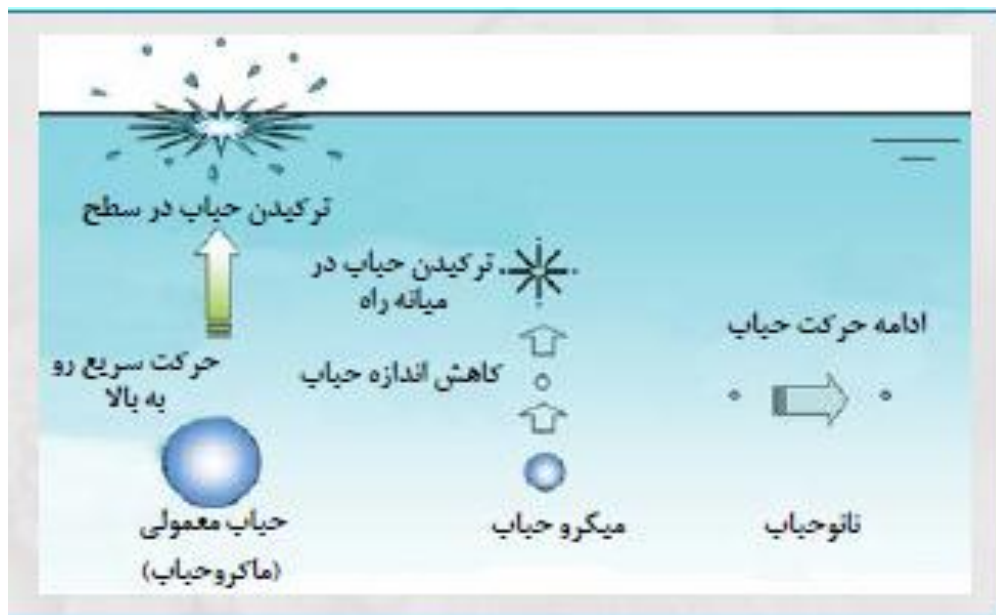 ترکیدن حباب در سطح
ترکیدن حباب در
میانه راه
ادامه حرکت حباب
حرکت سریع رو
به بالا
کاهش اندازه حباب
حباب معمولی
(ماکروحباب)
میکرو حباب
نانوحباب